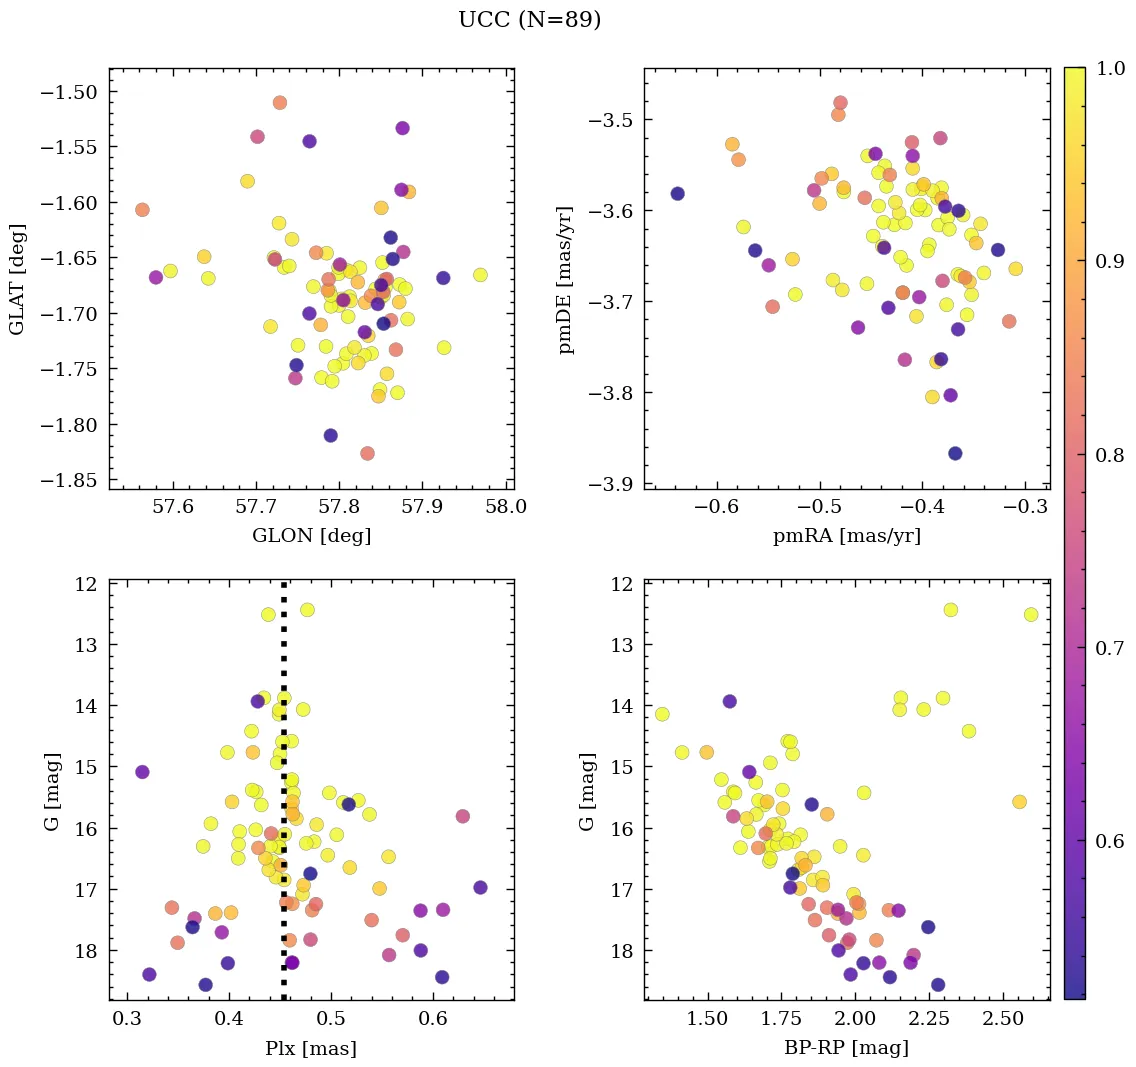 UCC (N=89)
−1.50
−1.55
−1.60
−1.65
−1.70
−1.75
−1.80
−1.85
GLAT [deg]
57.6 57.7 57.8 57.9 58.0
GLON [deg]
−3.5
−3.6
−3.7
−3.8
−3.9
pmDE [mas/yr]
−0.6 −0.5 −0.4 −0.3
pmRA [mas/yr]
12
13
14
15
16
17
18
G [mag]
0.3 0.4 0.5 0.6
Plx [mas]
12
13
14
15
16
17
18
G [mag]
1.50 1.75 2.00 2.25 2.50
BP-RP [mag]
1.0
0.9
0.8
0.7
0.6